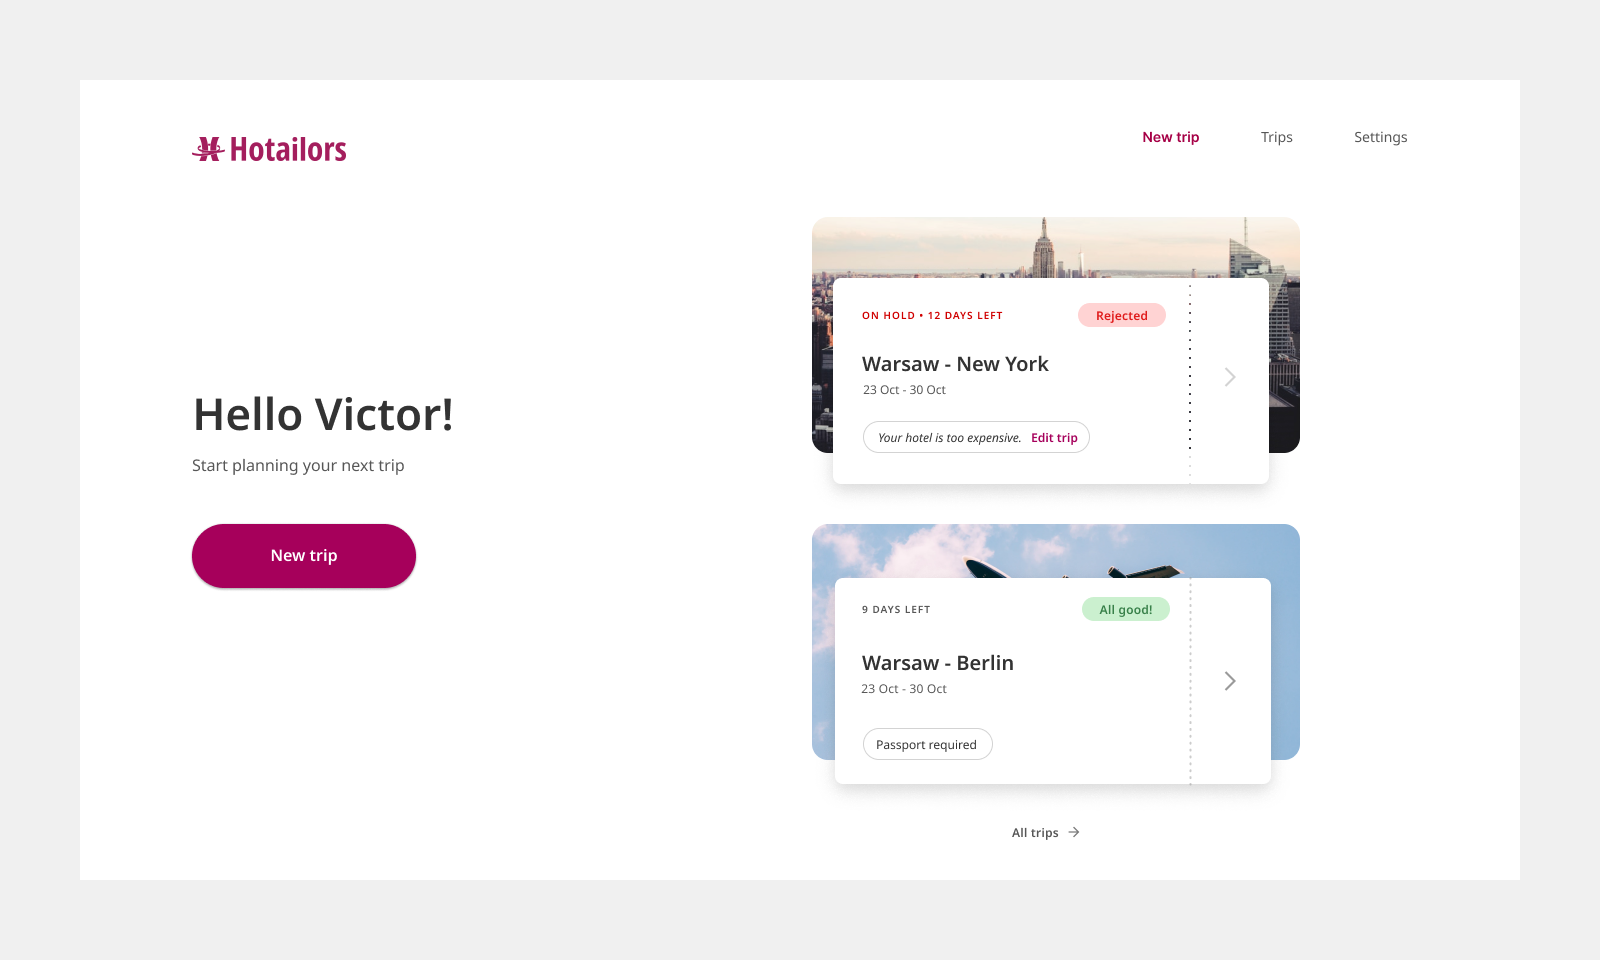 Hotailors
New trip Trips Settings
ON HOLD • 12 DAYS LEFT Rejected
Warsaw - New York
23 Oct - 30 Oct
Your hotel is too expensive. Edit trip
Hello Victor!
Start planning your next trip
New trip
9 DAYS LEFT All good!
Warsaw - Berlin
23 Oct - 30 Oct
Passport required
All trips